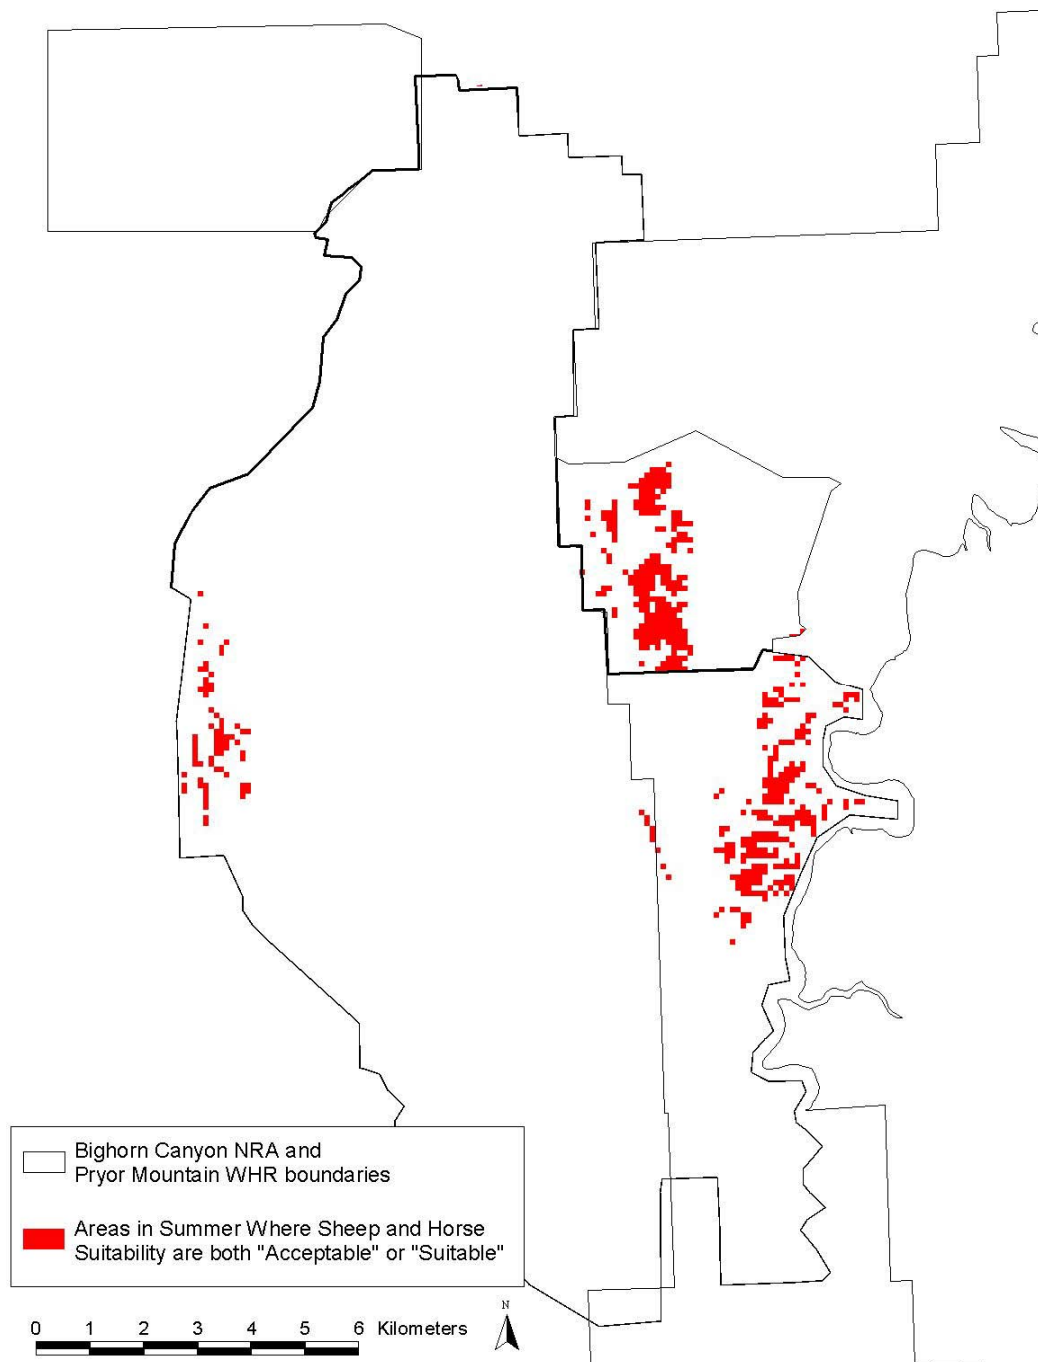 Bighorn Canyon NRA and
Pryor Mountain WHR boundaries
Areas in Summer Where Sheep and Horse
Suitability are both "Acceptable" or "Suitable"
N
0 1 2 3 4 5 6 Kilometers